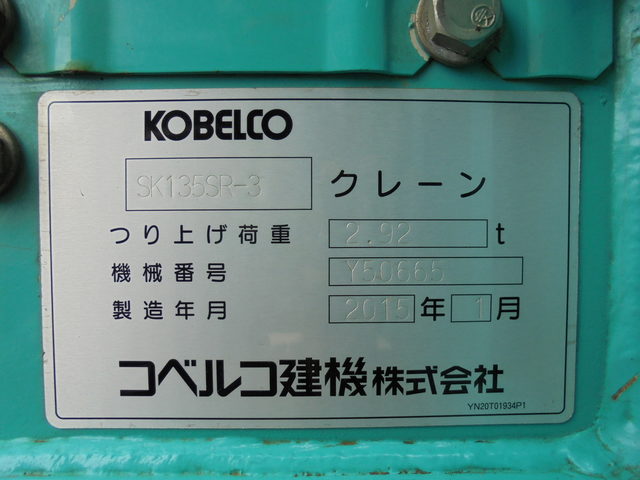 KOBELCO
SK135SR-3 クレーン
つり上げ荷重 2.92 t
機械番号 Y50665
製造年月 2015 年 1 月
コベルコ建機株式会社
YN20T01934P1